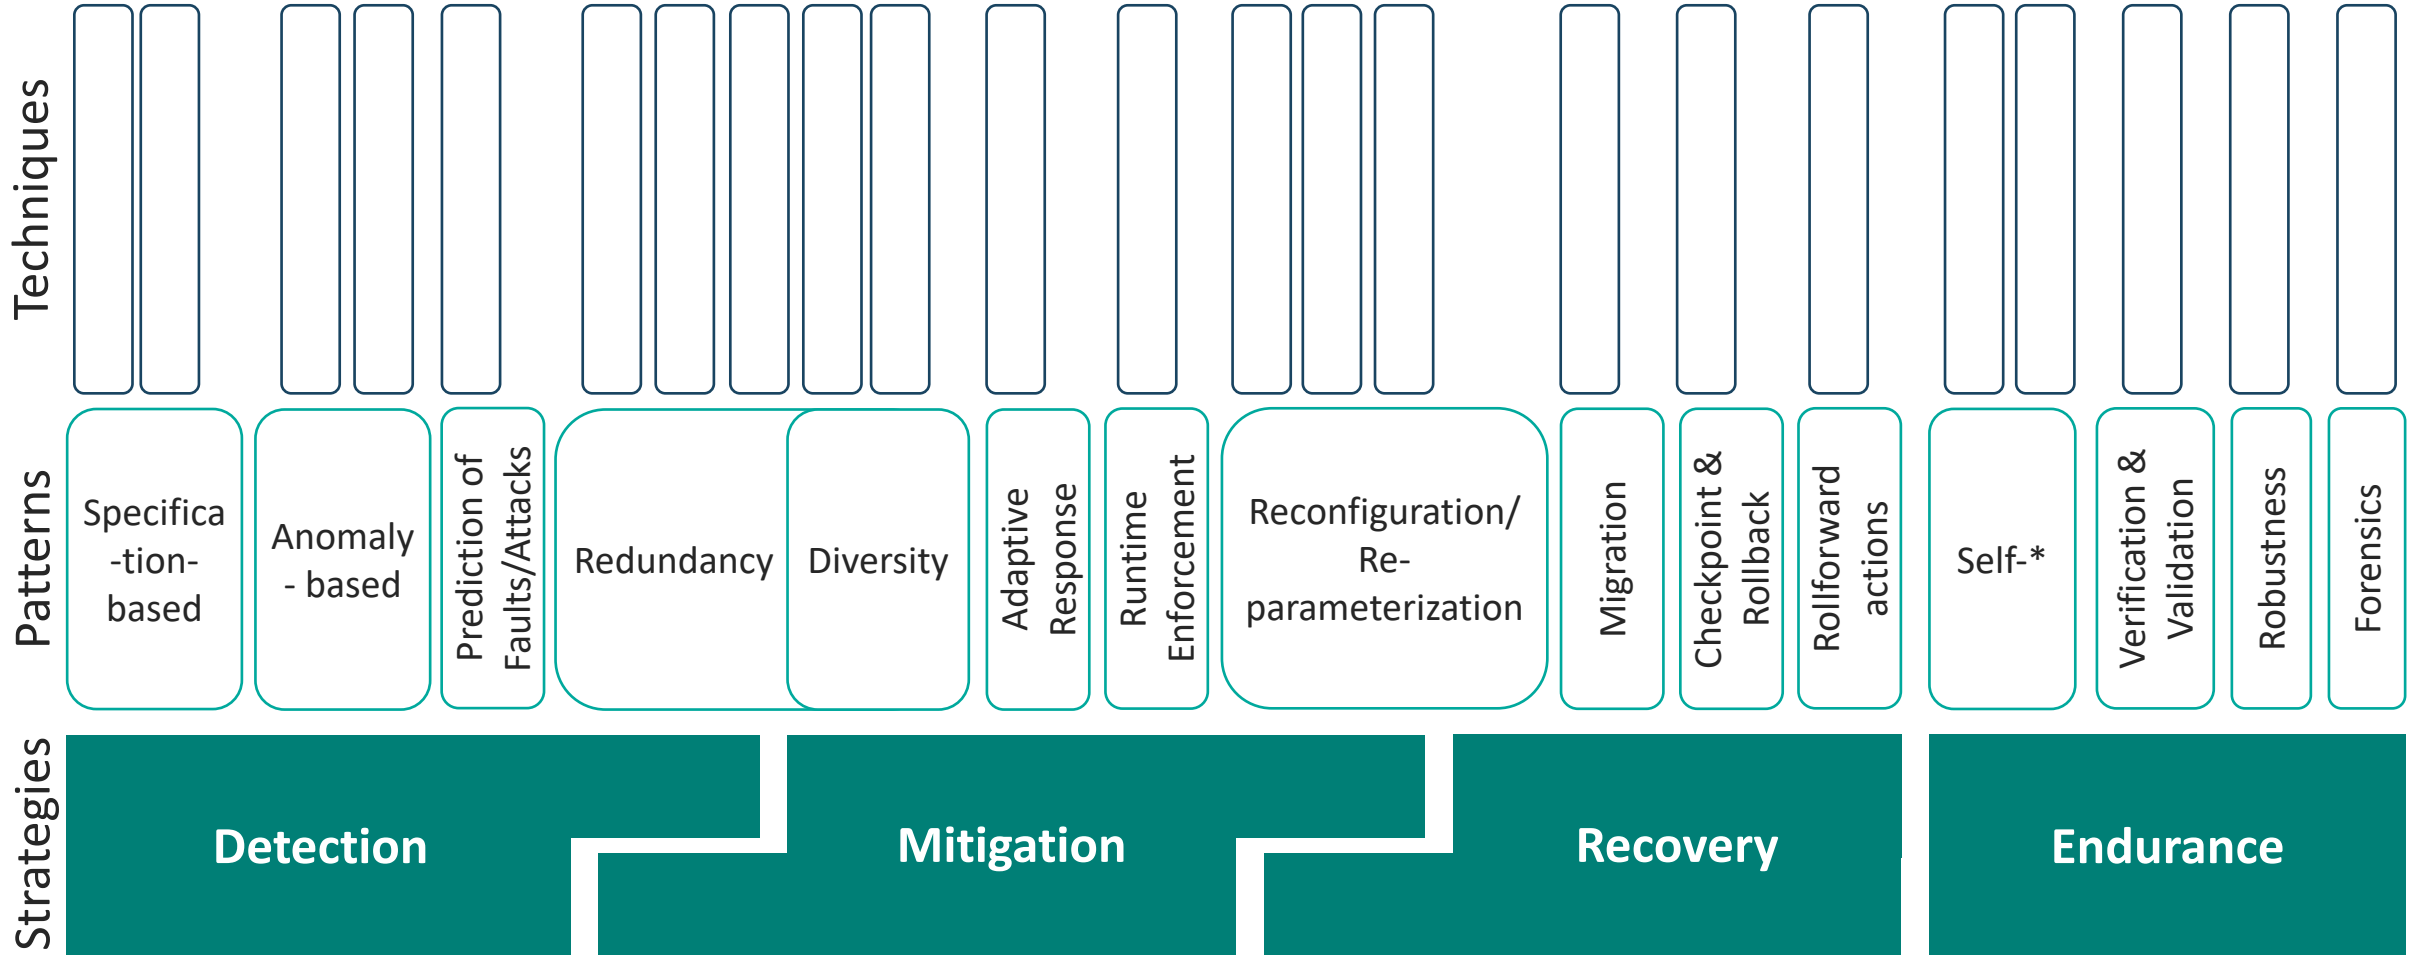 Techniques
Patterns
Specifica
-tion-
based
Anomaly
- based
Prediction of
Faults/Attacks
Redundancy
Diversity
Adaptive
Response
Runtime
Enforcement
Reconfiguration/
Re-
parameterization
Migration
Checkpoint &
Rollback
Rollforward
actions
Self-*
Verification &
Validation
Robustness
Forensics
Strategies
Detection
Mitigation
Recovery
Endurance